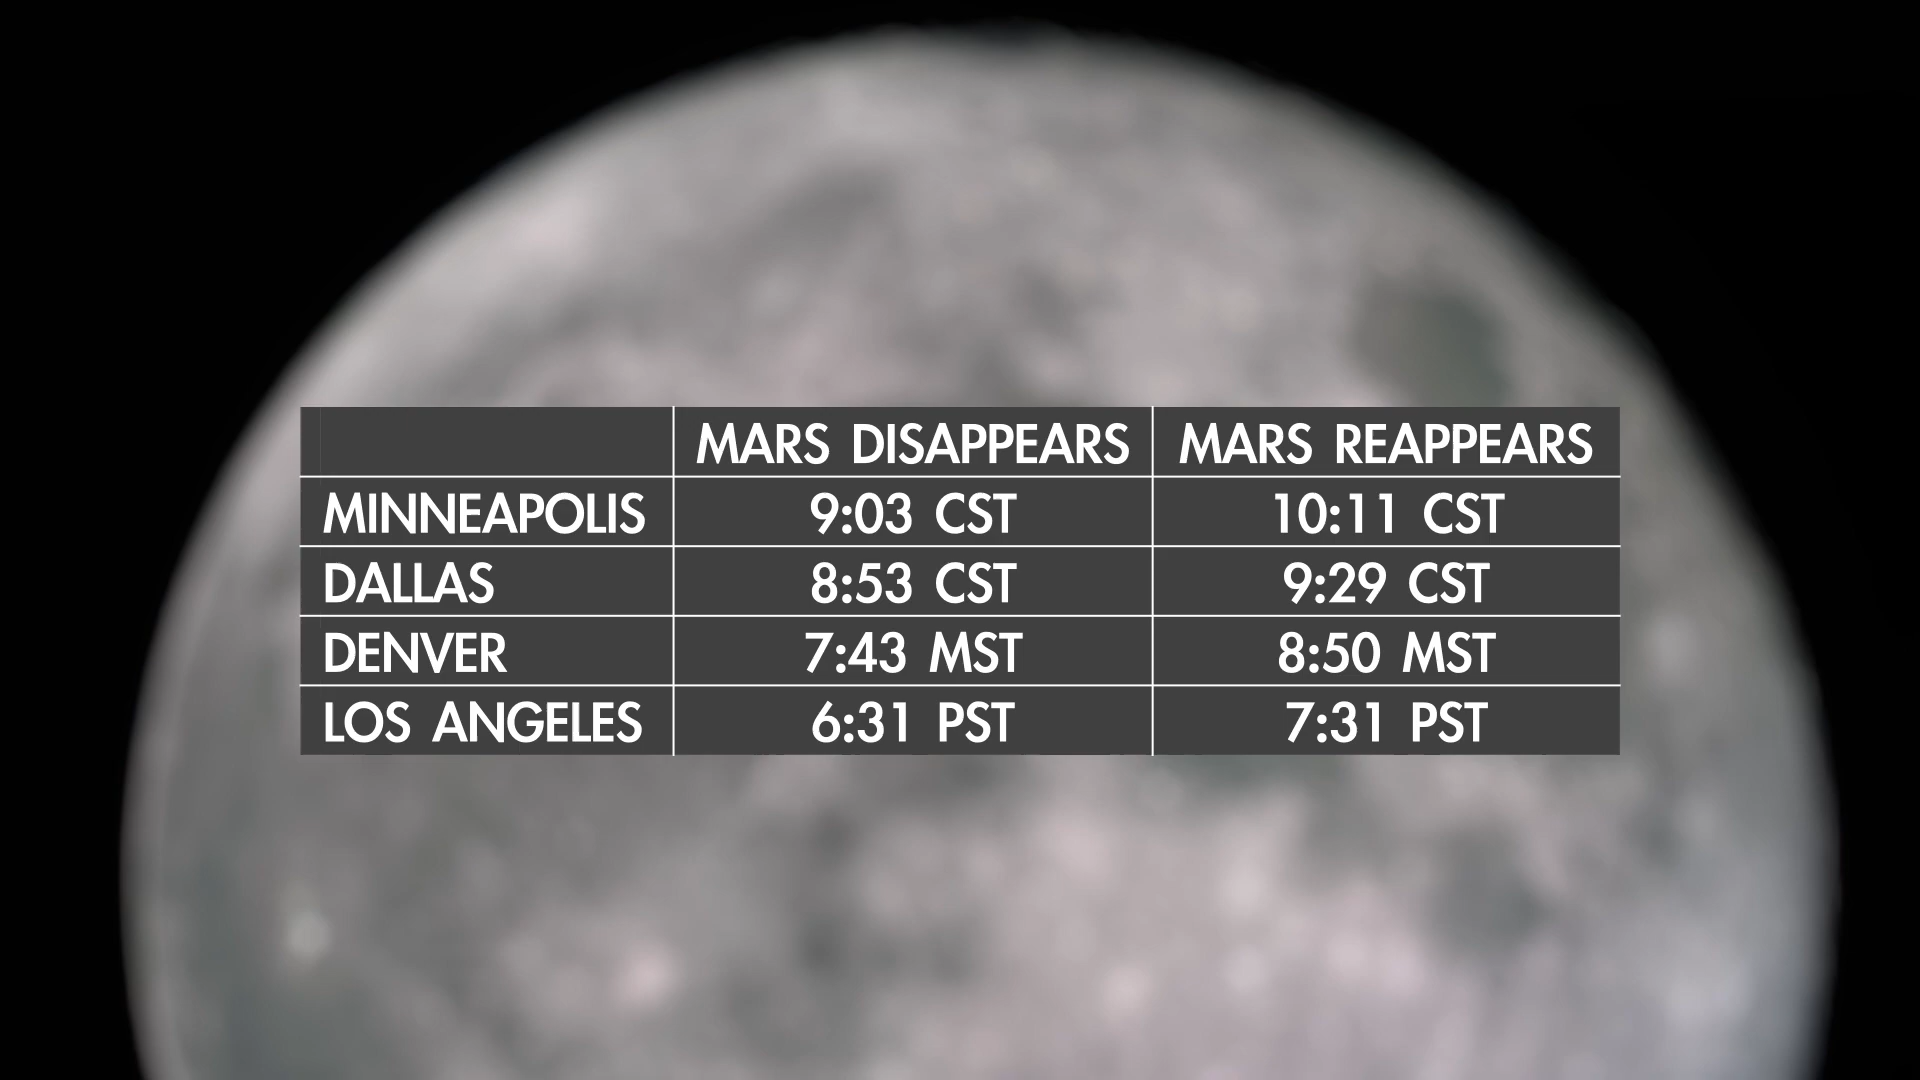 MARS DISAPPEARS MARS REAPPEARS
MINNEAPOLIS 9:03 CST 10:11 CST
DALLAS 8:53 CST 9:29 CST
DENVER 7:43 MST 8:50 MST
LOS ANGELES 6:31 PST 7:31 PST